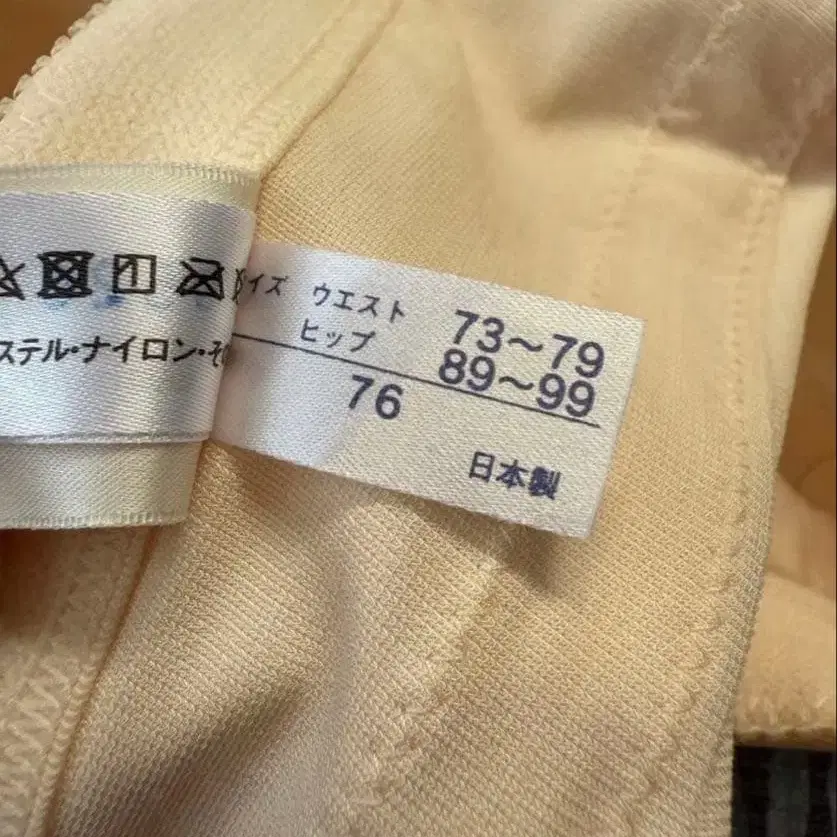 ステル・ナイロン・そ
イズ ウエスト 73～79
ヒップ 89～99
76
日本製